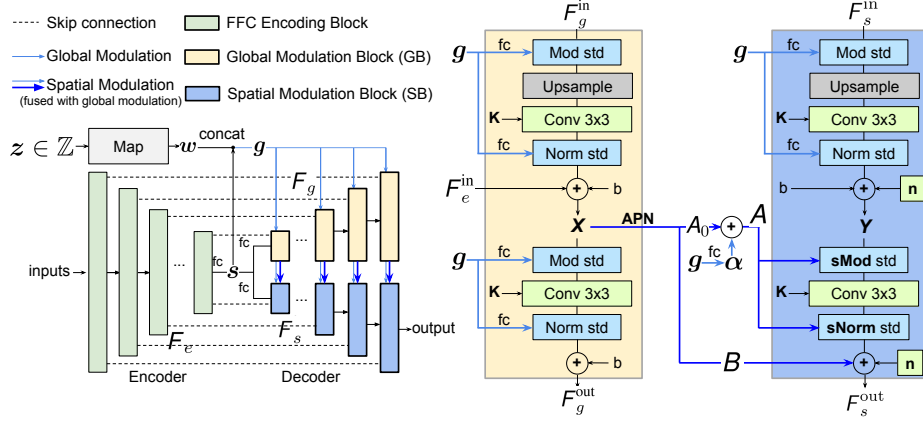 Skip connection
FFC Encoding Block
Global Modulation
Global Modulation Block (GB)
Spatial Modulation
(fused with global modulation)
Spatial Modulation Block (SB)
z ∈ ℤ
Map
w
concat
g
F_g
inputs
...
fc
s
fc
fc
...
...
F_e
F_s
output
Encoder
Decoder
F_g^in
g
fc
Mod std
Upsample
K
Conv 3x3
fc
Norm std
F_e^in
+
b
X
APN
g
fc
Mod std
K
Conv 3x3
fc
Norm std
+
b
F_g^out
A_0
+
A
g
fc
α
B
F_s^in
g
fc
Mod std
Upsample
K
Conv 3x3
fc
Norm std
b
+
n
Y
sMod std
K
Conv 3x3
sNorm std
+
n
F_s^out